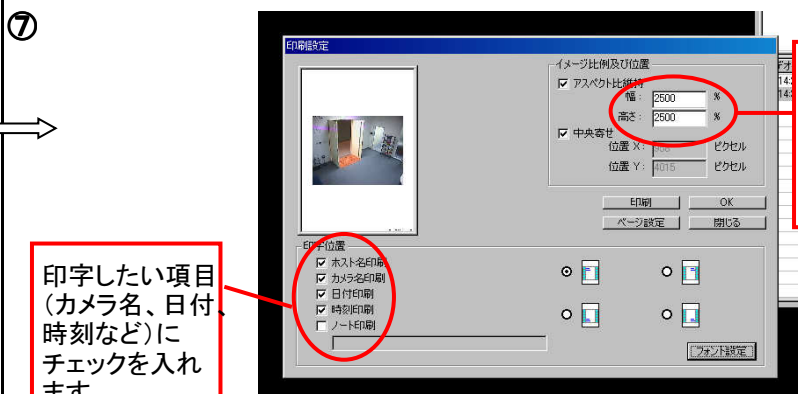 ⑦
印刷設定
イメージ比例及び位置
アスペクト比維持
幅： 2500 %
高さ： 2500 %
中央寄せ
位置 X： ピクセル
位置 Y： 4015 ピクセル
印刷 OK
ページ設定 閉じる
印字位置
ホスト名印刷
カメラ名印刷
日付印刷
時刻印刷
ノート印刷
フォント設定
印字したい項目
（カメラ名、日付、
時刻など）に
チェックを入れ
ます